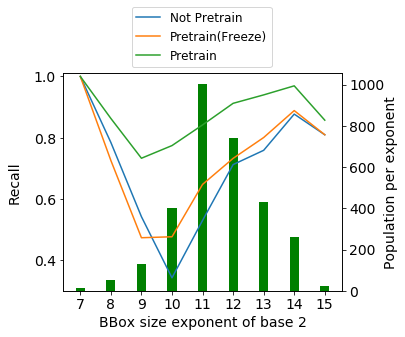 Not Pretrain
Pretrain(Freeze)
Pretrain
1.0
0.8
0.6
0.4
Recall
1000
800
600
400
200
0
Population per exponent
7 8 9 10 11 12 13 14 15
BBox size exponent of base 2